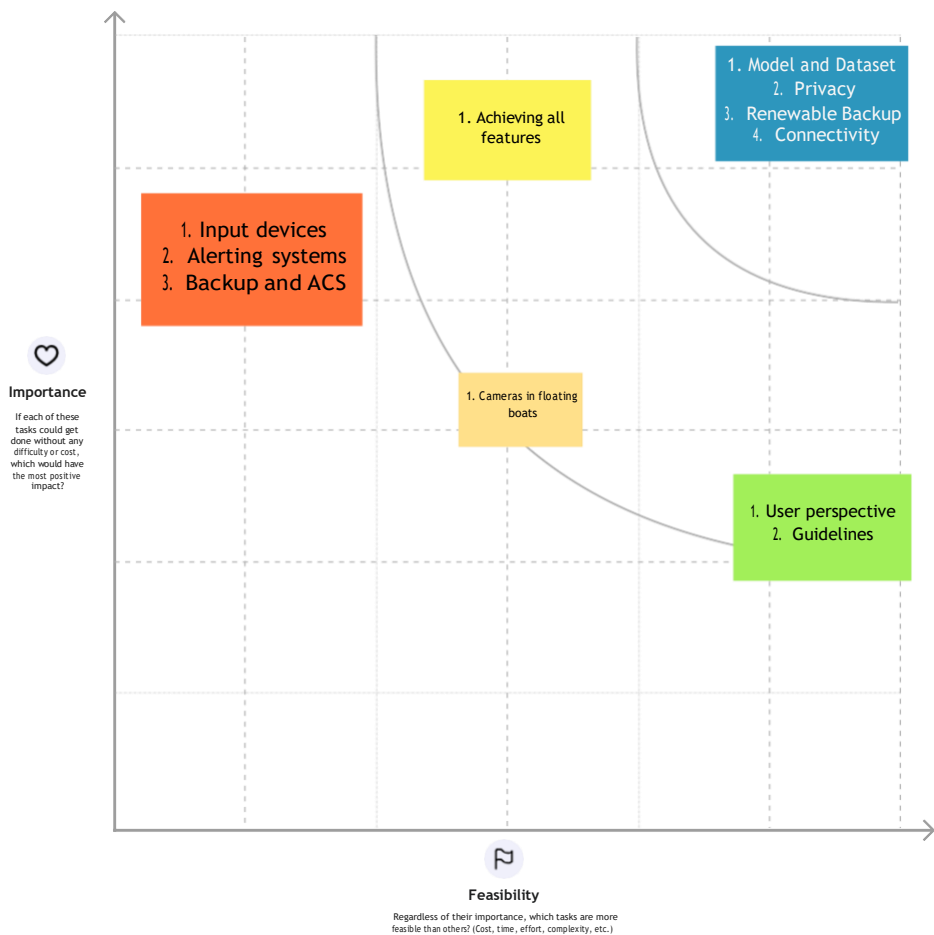 1. Model and Dataset
2. Privacy
3. Renewable Backup
4. Connectivity
1. Achieving all
features
1. Input devices
2. Alerting systems
3. Backup and ACS
Importance
If each of these
tasks could get
done without any
difficulty or cost,
which would have
the most positive
impact?
1. Cameras in floating
boats
1. User perspective
2. Guidelines
Feasibility
Regardless of their importance, which tasks are more
feasible than others? (Cost, time, effort, complexity, etc.)